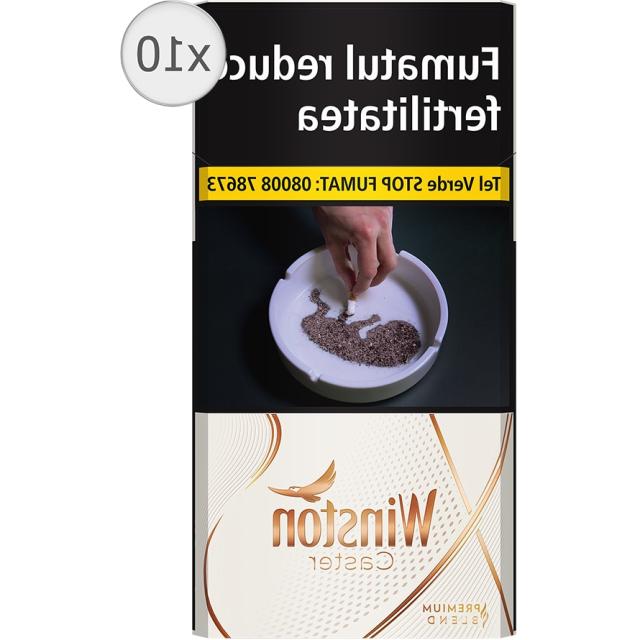 x10
Fumatul reduc
fertilitatea
Tel Verde STOP FUMAT: 08008 78673
Winston
Caster
PREMIUM
BLEND